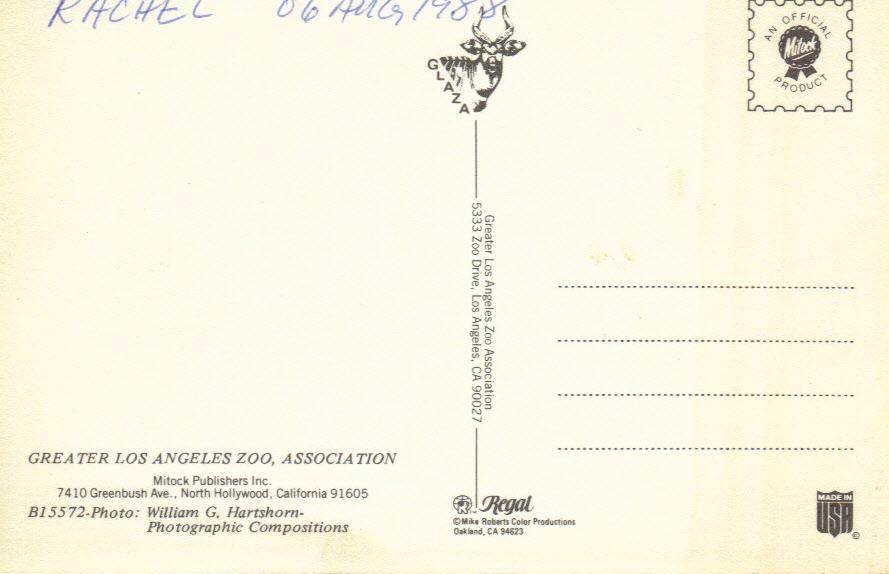 RACHEL 06 AUG 1988
GLAZA
AN OFFICIAL
Mitock
PRODUCT
Greater Los Angeles Zoo Association
5333 Zoo Drive, Los Angeles, CA 90027
GREATER LOS ANGELES ZOO, ASSOCIATION
Mitock Publishers Inc.
7410 Greenbush Ave., North Hollywood, California 91605
B15572-Photo: William G. Hartshorn-
Photographic Compositions
Regal
©Mike Roberts Color Productions
Oakland, CA 94623
MADE IN
USA
©